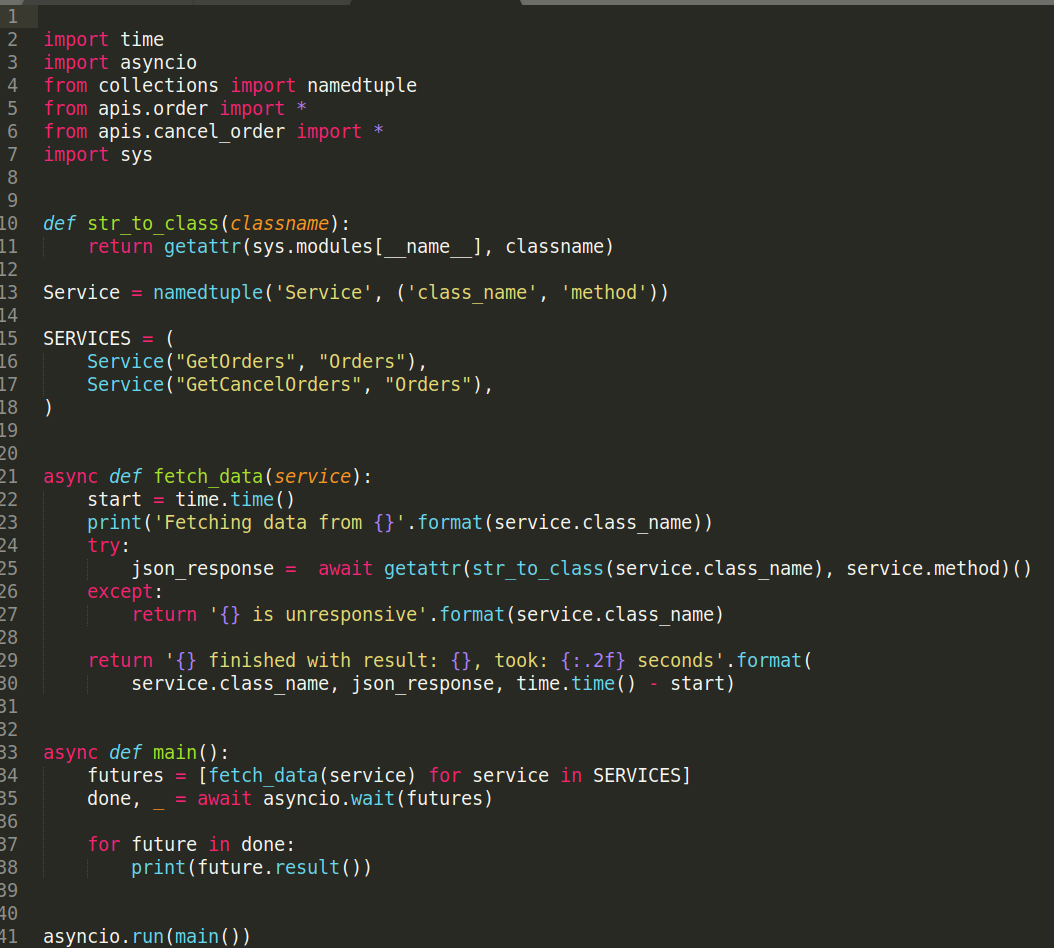 1
2 import time
3 import asyncio
4 from collections import namedtuple
5 from apis.order import *
6 from apis.cancel_order import *
7 import sys
8
9
10 def str_to_class(classname):
11     return getattr(sys.modules[__name__], classname)
12
13 Service = namedtuple('Service', ('class_name', 'method'))
14
15 SERVICES = (
16     Service("GetOrders", "Orders"),
17     Service("GetCancelOrders", "Orders"),
18 )
19
20
21 async def fetch_data(service):
22     start = time.time()
23     print('Fetching data from {}'.format(service.class_name))
24     try:
25         json_response =  await getattr(str_to_class(service.class_name), service.method)()
26     except:
27         return '{} is unresponsive'.format(service.class_name)
28
29     return '{} finished with result: {}, took: {:.2f} seconds'.format(
30         service.class_name, json_response, time.time() - start)
31
32
33 async def main():
34     futures = [fetch_data(service) for service in SERVICES]
35     done, _ = await asyncio.wait(futures)
36
37     for future in done:
38         print(future.result())
39
40
41 asyncio.run(main())